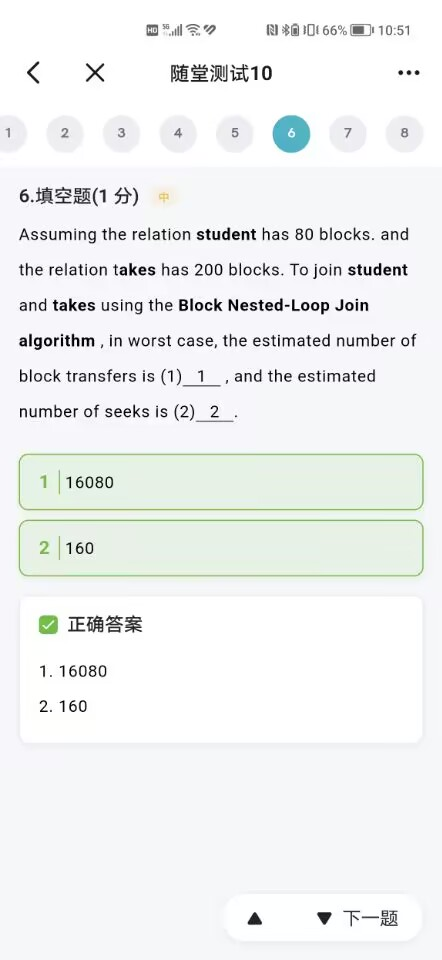 HD 5G 66% 10:51
随堂测试10
1 2 3 4 5 6 7 8
6.填空题(1 分) 中
Assuming the relation student has 80 blocks. and
the relation takes has 200 blocks. To join student
and takes using the Block Nested-Loop Join
algorithm , in worst case, the estimated number of
block transfers is (1) 1 , and the estimated
number of seeks is (2) 2 .
1 16080
2 160
正确答案
1. 16080
2. 160
下一题